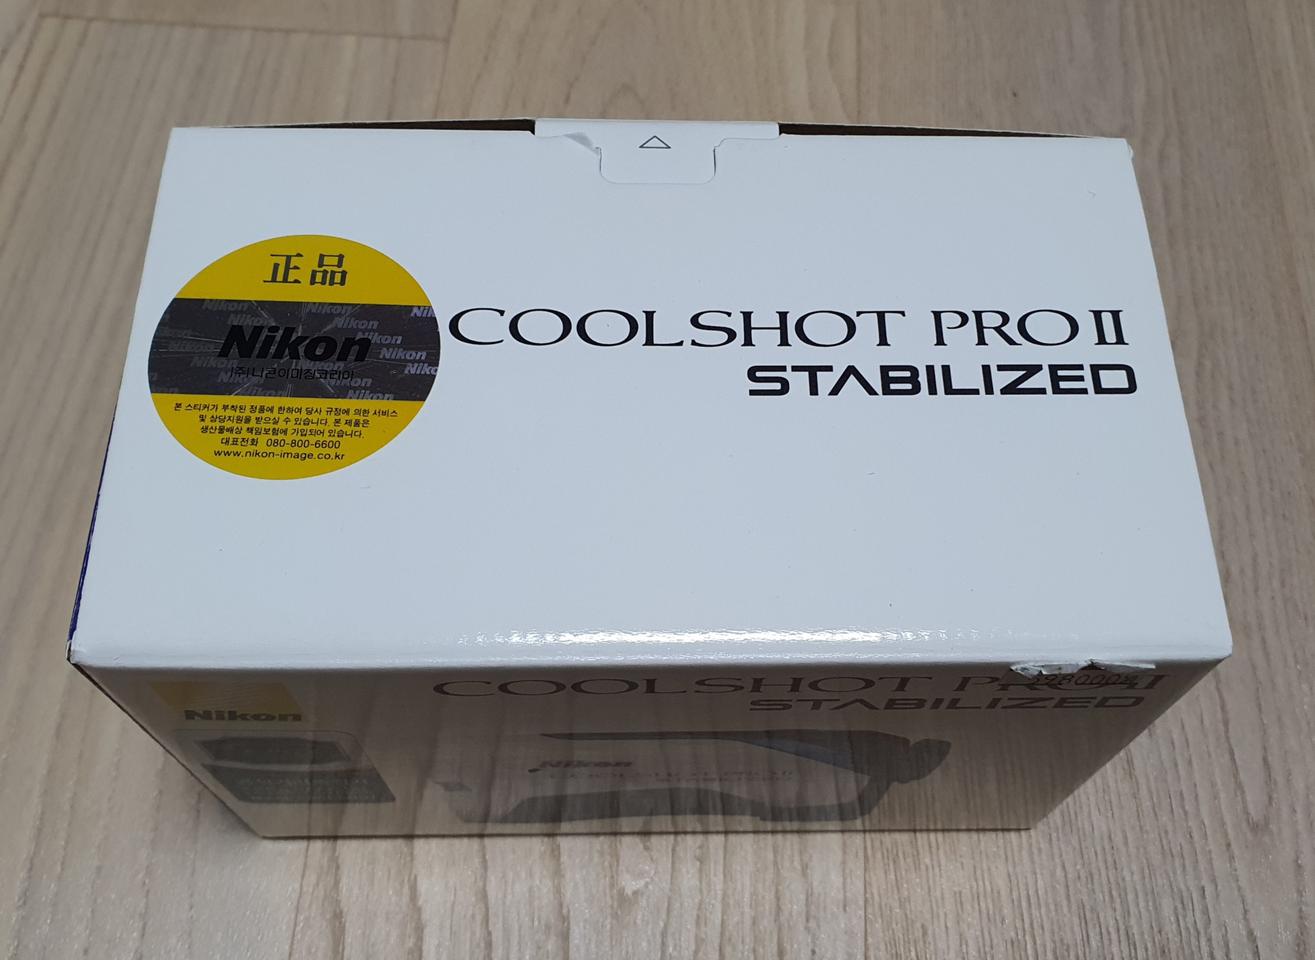 正品
Nikon
(주)니콘이미징코리아
본 스티커가 부착된 정품에 한하여 당사 규정에 의한 서비스
및 상담지원을 받으실 수 있습니다. 본 제품은
생산물배상 책임보험에 가입되어 있습니다.
대표전화 080-800-6600
www.nikon-image.co.kr
COOLSHOT PRO II
STABILIZED
Nikon
COOLSHOT PRO II
STABILIZED
Nikon
COOLSHOT PRO II